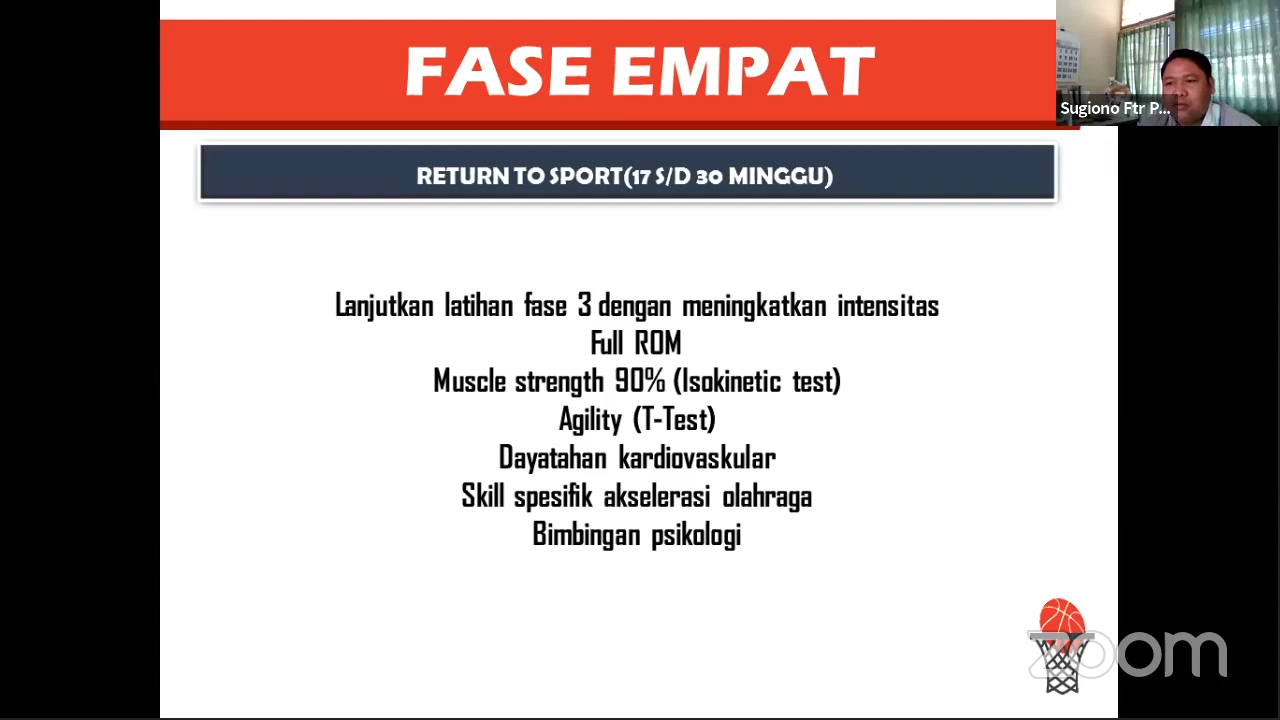 FASE EMPAT
Sugiono Ftr P...
RETURN TO SPORT(17 S/D 30 MINGGU)
Lanjutkan latihan fase 3 dengan meningkatkan intensitas
Full ROM
Muscle strength 90% (Isokinetic test)
Agility (T-Test)
Dayatahan kardiovaskular
Skill spesifik akselerasi olahraga
Bimbingan psikologi
zoom